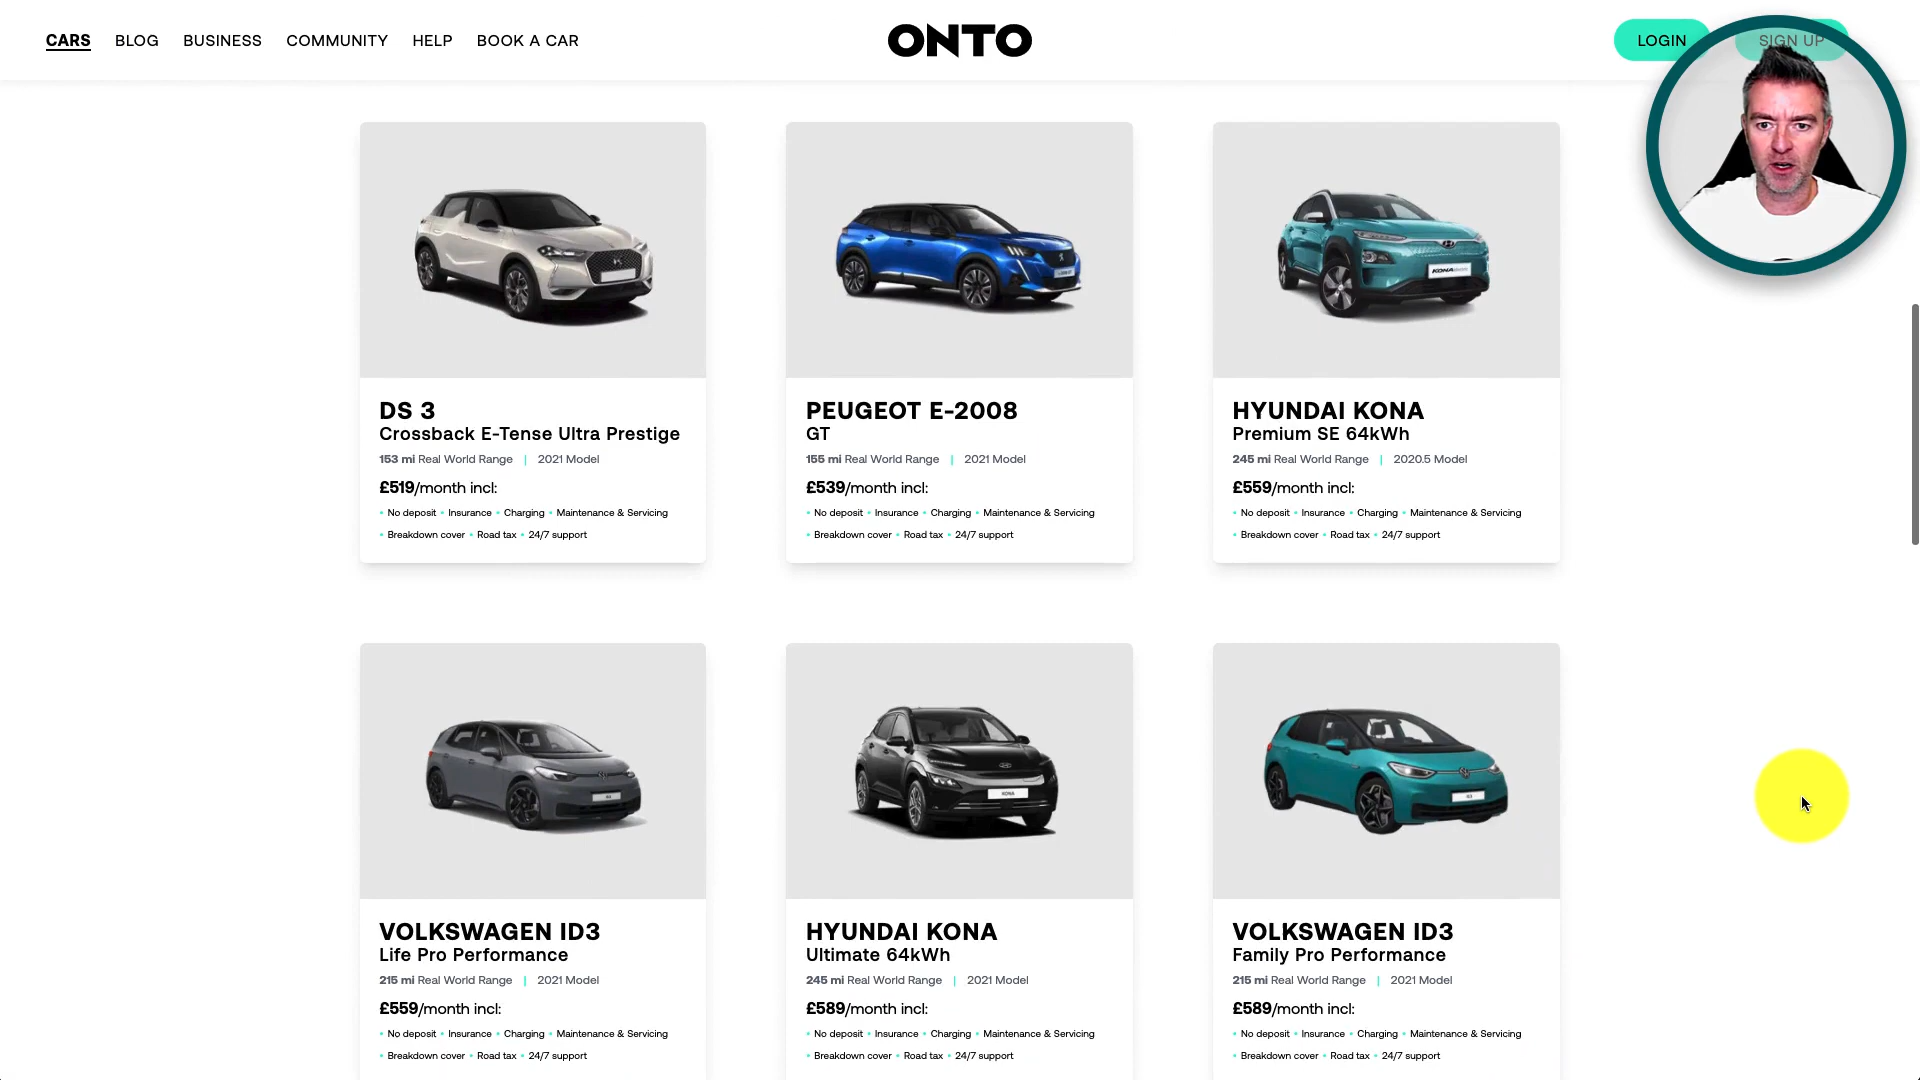 CARS BLOG BUSINESS COMMUNITY HELP BOOK A CAR ONTO LOGIN SIGN UP
DS 3
Crossback E-Tense Ultra Prestige
153 mi Real World Range | 2021 Model
£519/month incl:
• No deposit • Insurance • Charging • Maintenance & Servicing
• Breakdown cover • Road tax • 24/7 support
PEUGEOT E-2008
GT
155 mi Real World Range | 2021 Model
£539/month incl:
• No deposit • Insurance • Charging • Maintenance & Servicing
• Breakdown cover • Road tax • 24/7 support
KONA
HYUNDAI KONA
Premium SE 64kWh
245 mi Real World Range | 2020.5 Model
£559/month incl:
• No deposit • Insurance • Charging • Maintenance & Servicing
• Breakdown cover • Road tax • 24/7 support
VOLKSWAGEN ID3
Life Pro Performance
215 mi Real World Range | 2021 Model
£559/month incl:
• No deposit • Insurance • Charging • Maintenance & Servicing
• Breakdown cover • Road tax • 24/7 support
KONA
HYUNDAI KONA
Ultimate 64kWh
245 mi Real World Range | 2021 Model
£589/month incl:
• No deposit • Insurance • Charging • Maintenance & Servicing
• Breakdown cover • Road tax • 24/7 support
VOLKSWAGEN ID3
Family Pro Performance
215 mi Real World Range | 2021 Model
£589/month incl:
• No deposit • Insurance • Charging • Maintenance & Servicing
• Breakdown cover • Road tax • 24/7 support